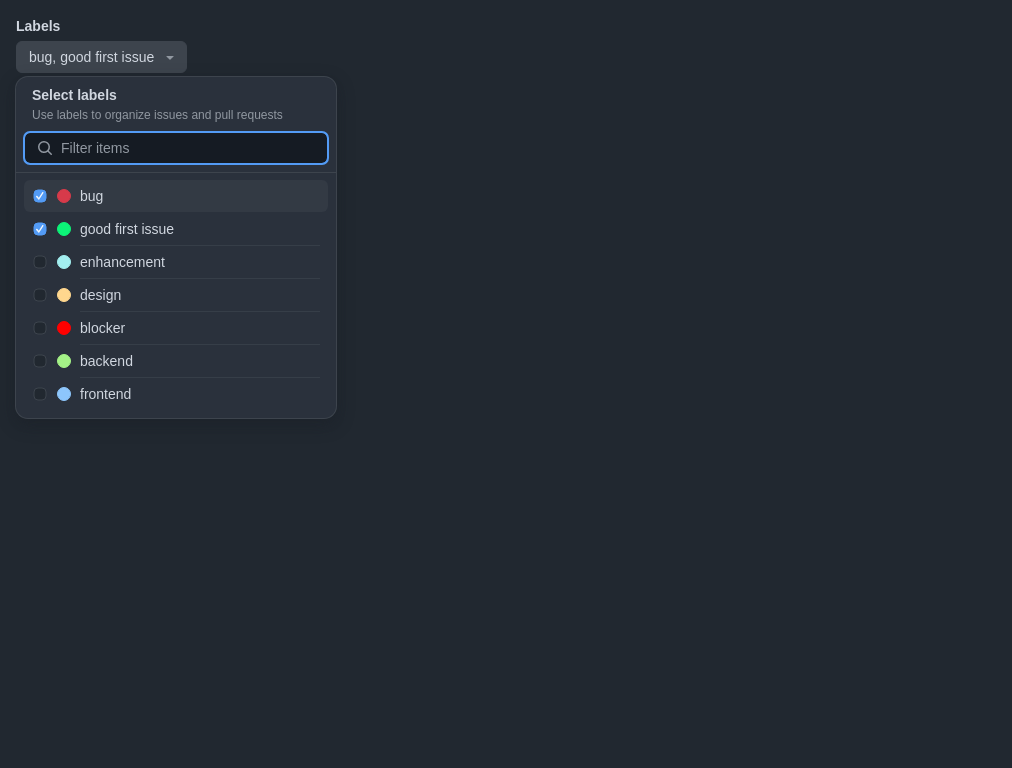 Labels
bug, good first issue
Select labels
Use labels to organize issues and pull requests
Filter items
bug
good first issue
enhancement
design
blocker
backend
frontend